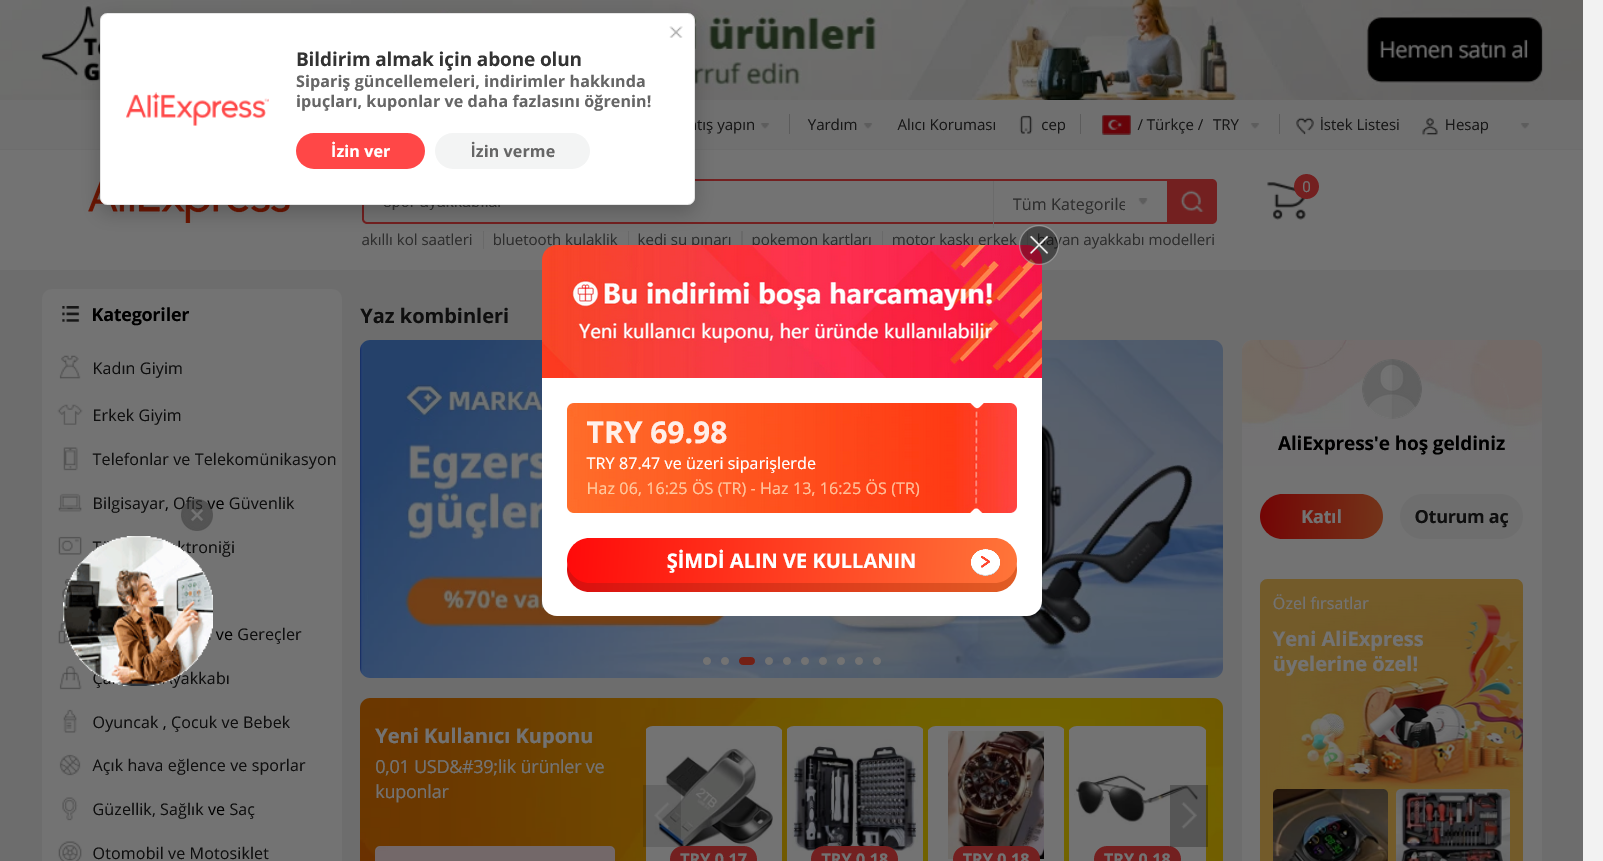 ürünleri
rruf edin
Hemen satın al
AliExpress
Bildirim almak için abone olun
Sipariş güncellemeleri, indirimler hakkında
ipuçları, kuponlar ve daha fazlasını öğrenin!
İzin ver
İzin verme
tış yapın
Yardım
Alıcı Koruması
cep
/ Türkçe / TRY
İstek Listesi
Hesap
AliExpress
Tüm Kategorile
0
akıllı kol saatleri
bluetooth kulaklik
kedi su pınarı
pokemon kartları
motor kaskı erkek
bayan ayakkabı modelleri
Kategoriler
Kadın Giyim
Erkek Giyim
Telefonlar ve Telekomünikasyon
Bilgisayar, Ofis ve Güvenlik
ktroniği
ve Gereçler
yakkabı
Oyuncak , Çocuk ve Bebek
Açık hava eğlence ve sporlar
Güzellik, Sağlık ve Saç
Otomobil ve Motosiklet
Yaz kombinleri
MARKA
Egzers
güçlen
%70'e va
Bu indirimi boşa harcamayın!
Yeni kullanıcı kuponu, her üründe kullanılabilir
TRY 69.98
TRY 87.47 ve üzeri siparişlerde
Haz 06, 16:25 ÖS (TR) - Haz 13, 16:25 ÖS (TR)
ŞİMDİ ALIN VE KULLANIN
Yeni Kullanıcı Kuponu
0,01 USD&#39;lik ürünler ve
kuponlar
2TB
TRY 0.17
TRY 0.18
TRY 0.18
TRY 0.18
AliExpress'e hoş geldiniz
Katıl
Oturum aç
Özel fırsatlar
Yeni AliExpress
üyelerine özel!